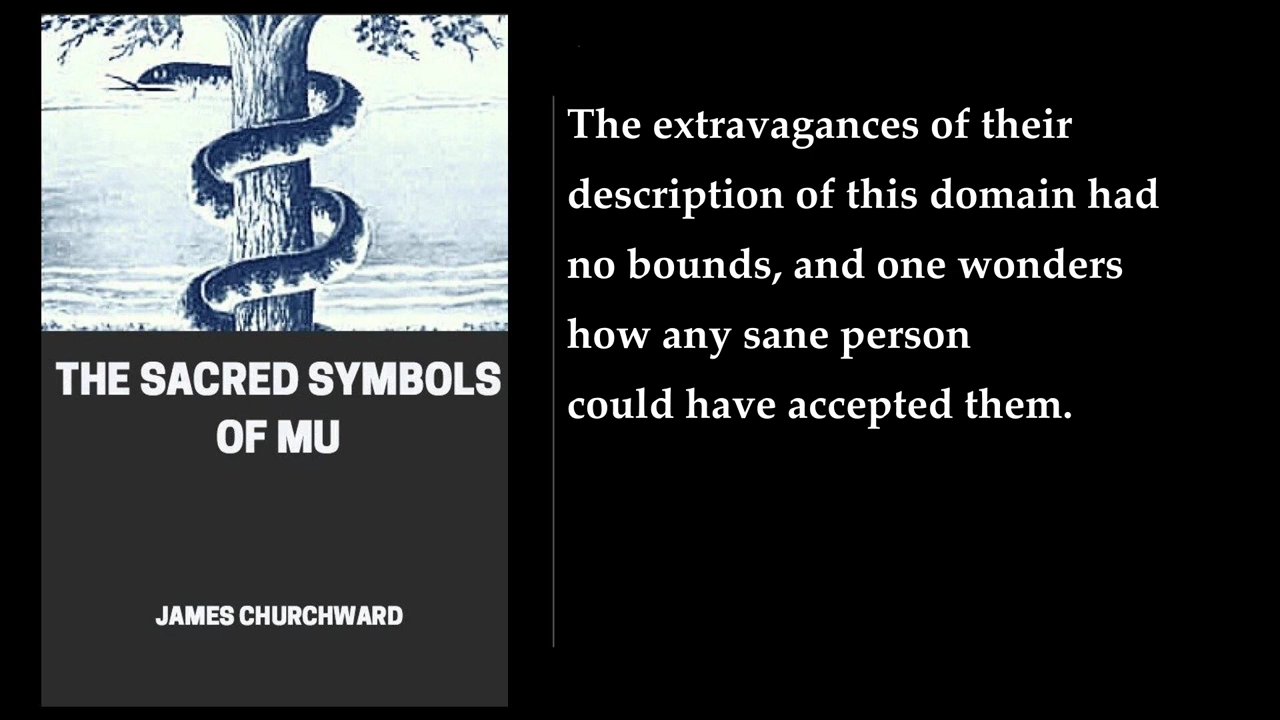 THE SACRED SYMBOLS
OF MU
JAMES CHURCHWARD
The extravagances of their
description of this domain had
no bounds, and one wonders
how any sane person
could have accepted them.